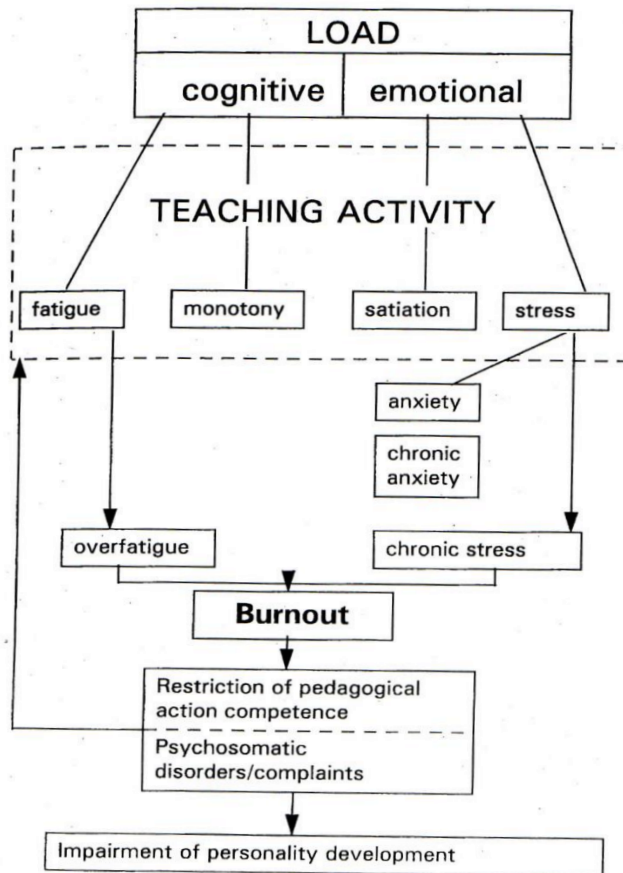 LOAD
cognitive emotional
TEACHING ACTIVITY
fatigue monotony satiation stress
anxiety
chronic
anxiety
overfatigue chronic stress
Burnout
Restriction of pedagogical
action competence
Psychosomatic
disorders/complaints
Impairment of personality development